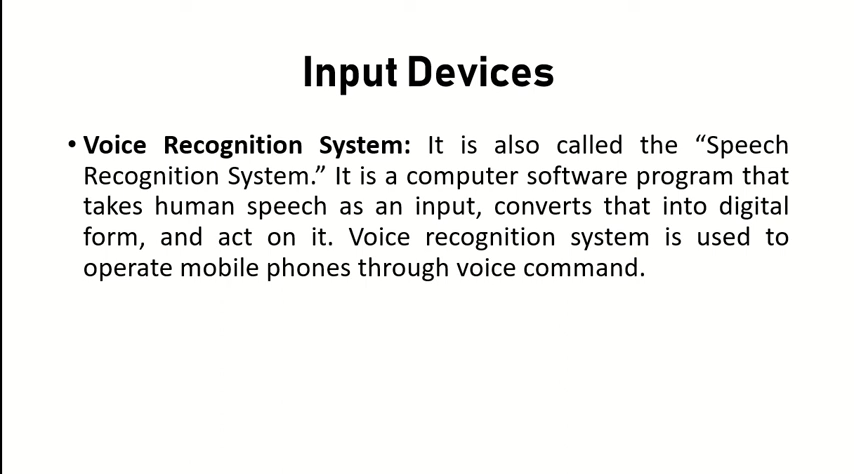 Input Devices
• Voice Recognition System: It is also called the “Speech
Recognition System.” It is a computer software program that
takes human speech as an input, converts that into digital
form, and act on it. Voice recognition system is used to
operate mobile phones through voice command.